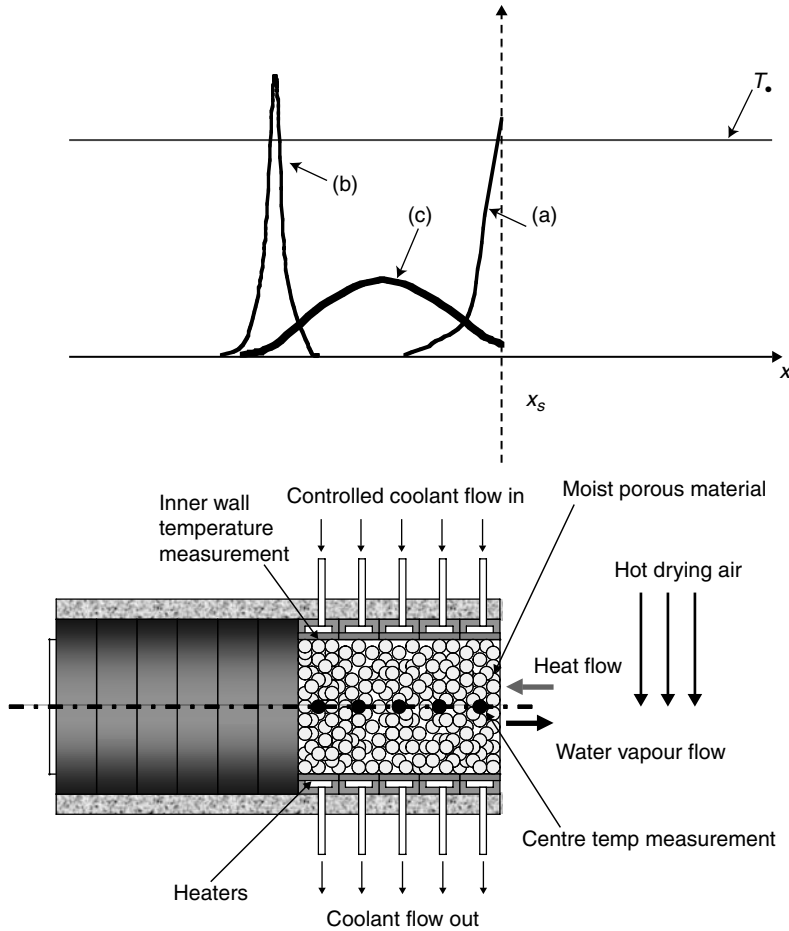 T•
(b)
(c)
(a)
x
xs
Inner wall
temperature
measurement
Controlled coolant flow in
Moist porous material
Hot drying air
Heat flow
Water vapour flow
Centre temp measurement
Heaters
Coolant flow out